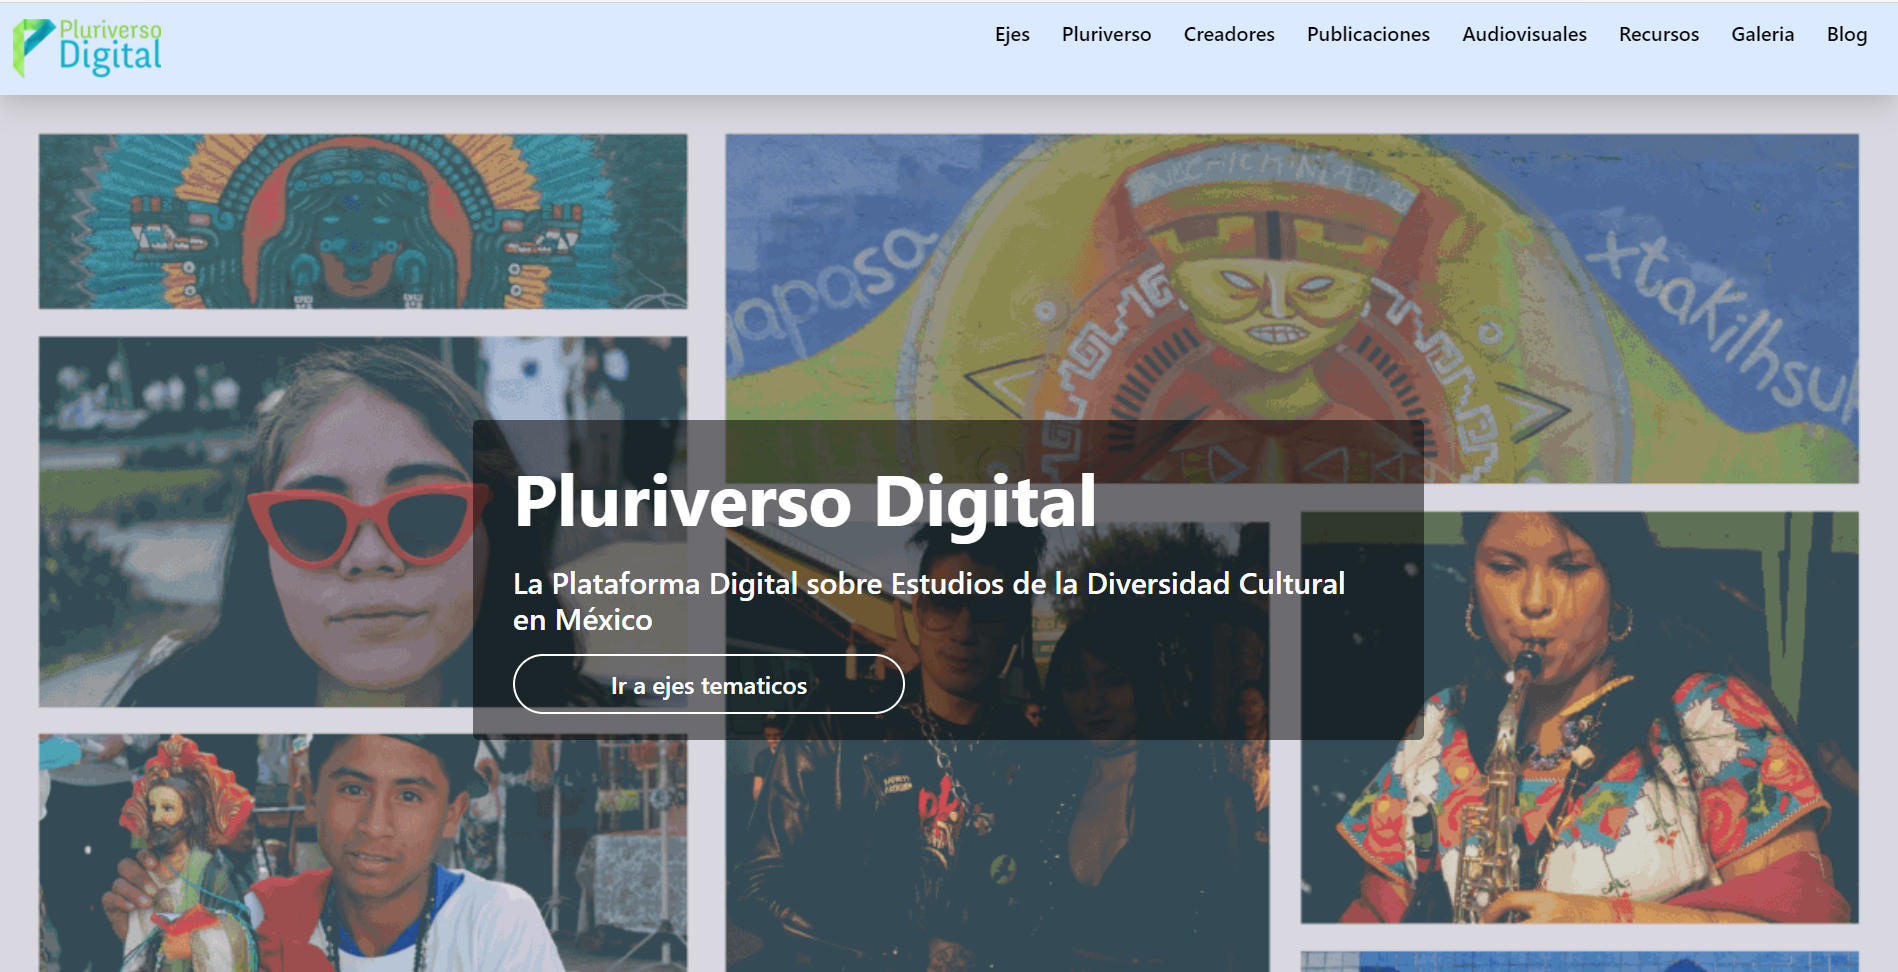 Pluriverso
Digital
Ejes Pluriverso Creadores Publicaciones Audiovisuales Recursos Galeria Blog
apasa
xtakilhsu
Pluriverso Digital
La Plataforma Digital sobre Estudios de la Diversidad Cultural
en México
Ir a ejes tematicos